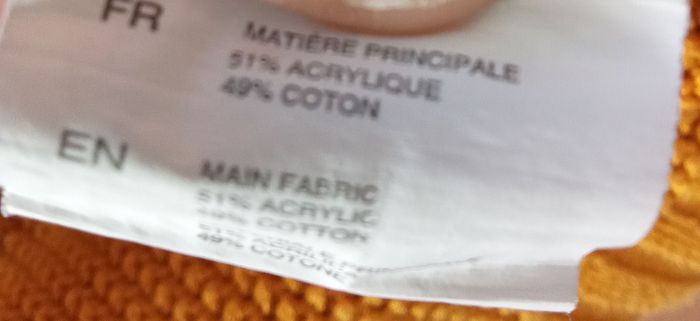 FR
MATIÈRE PRINCIPALE
51% ACRYLIQUE
49% COTON
EN
MAIN FABRIC
51% ACRYLIC
49% COTTON
49% COTONE